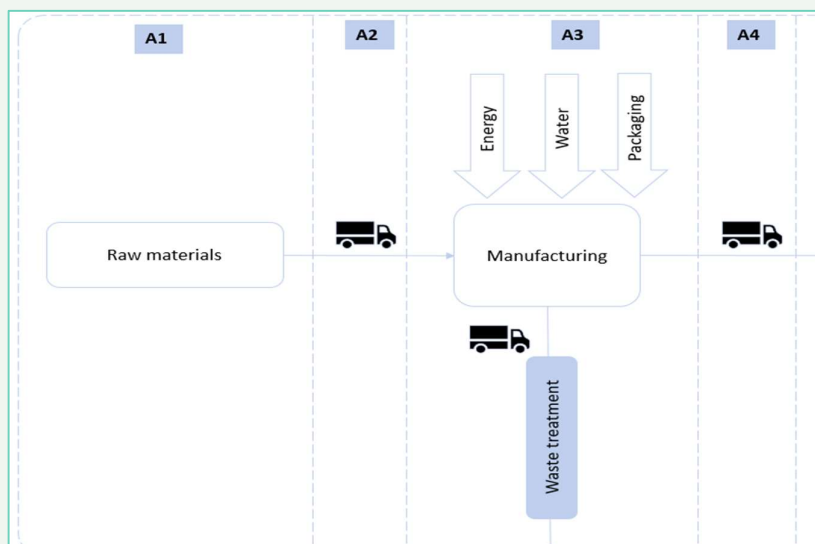 A1
A2
A3
A4
Energy
Water
Packaging
Raw materials
Manufacturing
Waste treatment